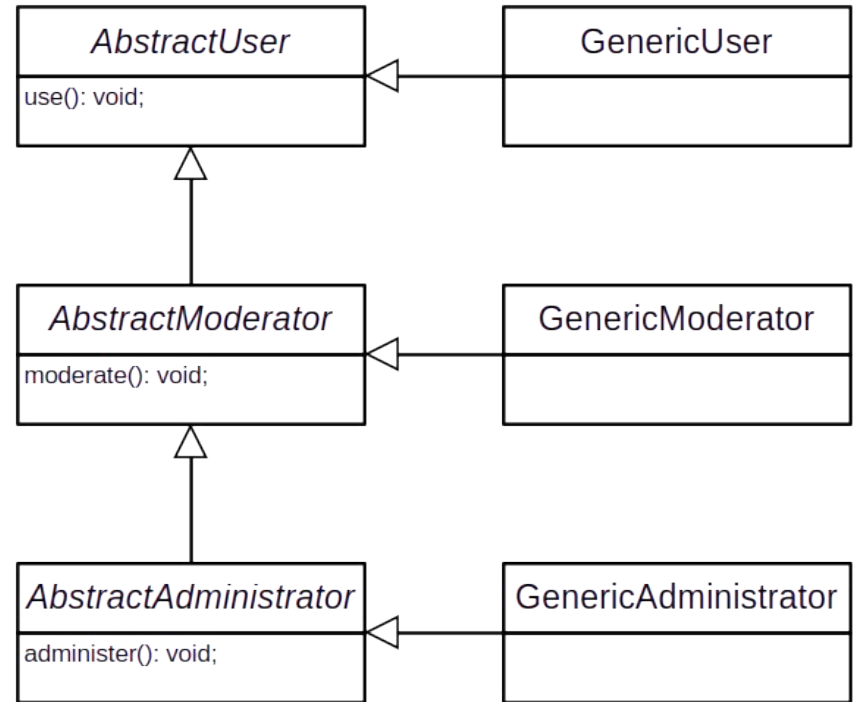 AbstractUser
use(): void;
GenericUser
AbstractModerator
moderate(): void;
GenericModerator
AbstractAdministrator
administer(): void;
GenericAdministrator